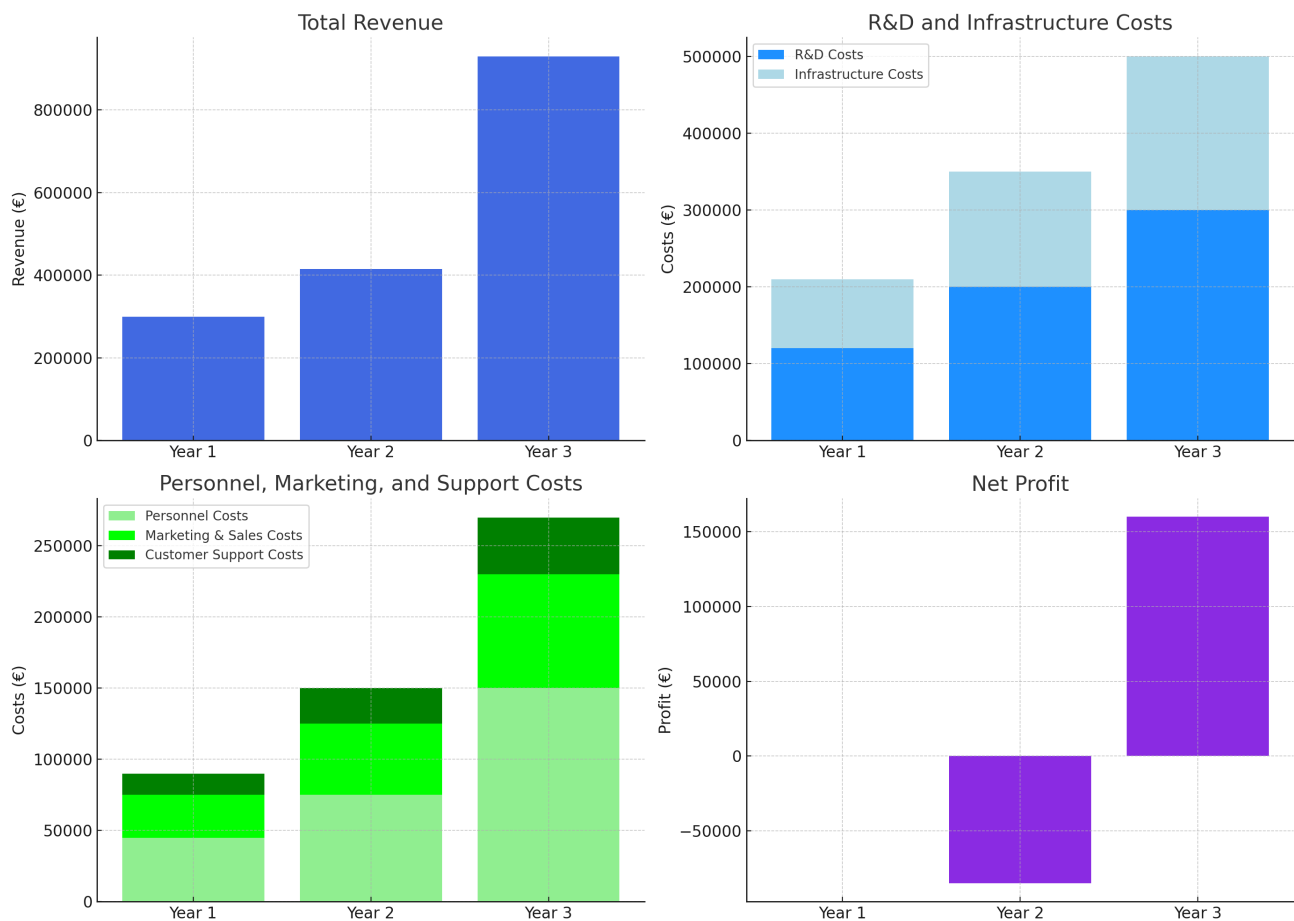 Total Revenue
Revenue (€)
800000
600000
400000
200000
0
Year 1 Year 2 Year 3
R&D and Infrastructure Costs
R&D Costs
Infrastructure Costs
Costs (€)
500000
400000
300000
200000
100000
0
Year 1 Year 2 Year 3
Personnel, Marketing, and Support Costs
Personnel Costs
Marketing & Sales Costs
Customer Support Costs
Costs (€)
250000
200000
150000
100000
50000
0
Year 1 Year 2 Year 3
Net Profit
Profit (€)
150000
100000
50000
0
−50000
Year 1 Year 2 Year 3